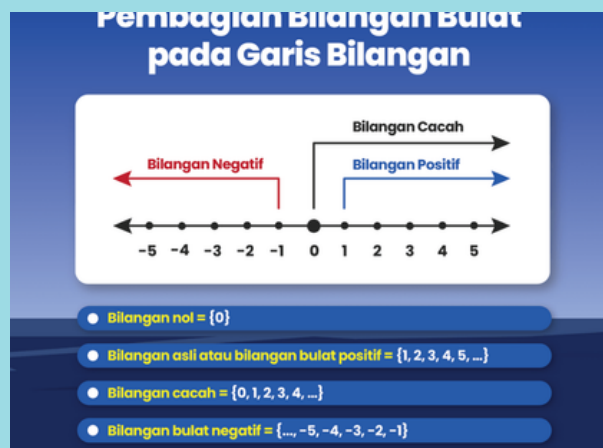 Pembagian Bilangan Bulat
pada Garis Bilangan
Bilangan Cacah
Bilangan Negatif
Bilangan Positif
-5 -4 -3 -2 -1 0 1 2 3 4 5
Bilangan nol = {0}
Bilangan asli atau bilangan bulat positif = {1, 2, 3, 4, 5, ...}
Bilangan cacah = {0, 1, 2, 3, 4, ...}
Bilangan bulat negatif = {..., -5, -4, -3, -2, -1}